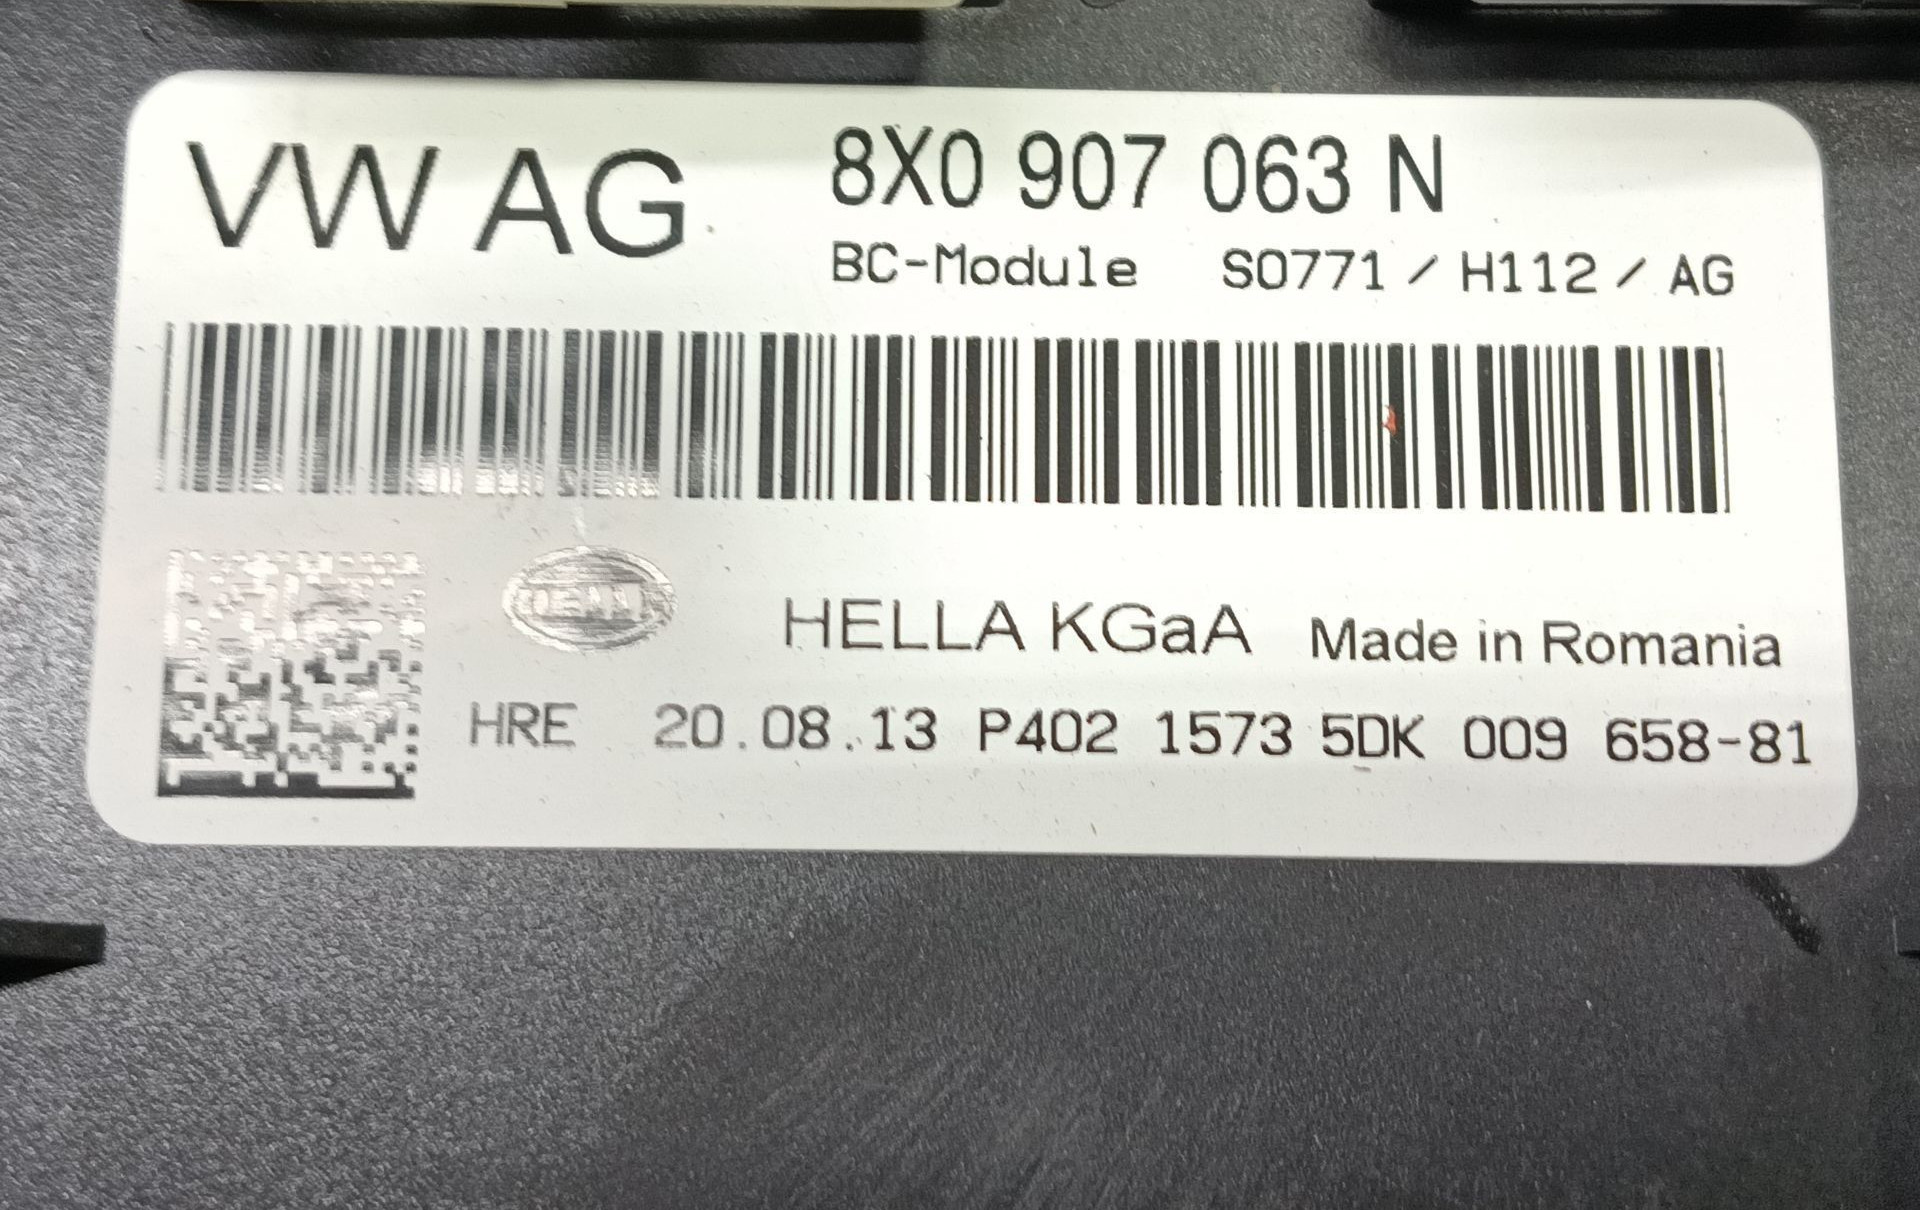 VW AG 8X0 907 063 N
BC-Module S0771 / H112 / AG
HELLA
HELLA KGaA Made in Romania
HRE 20.08.13 P402 1573 5DK 009 658-81